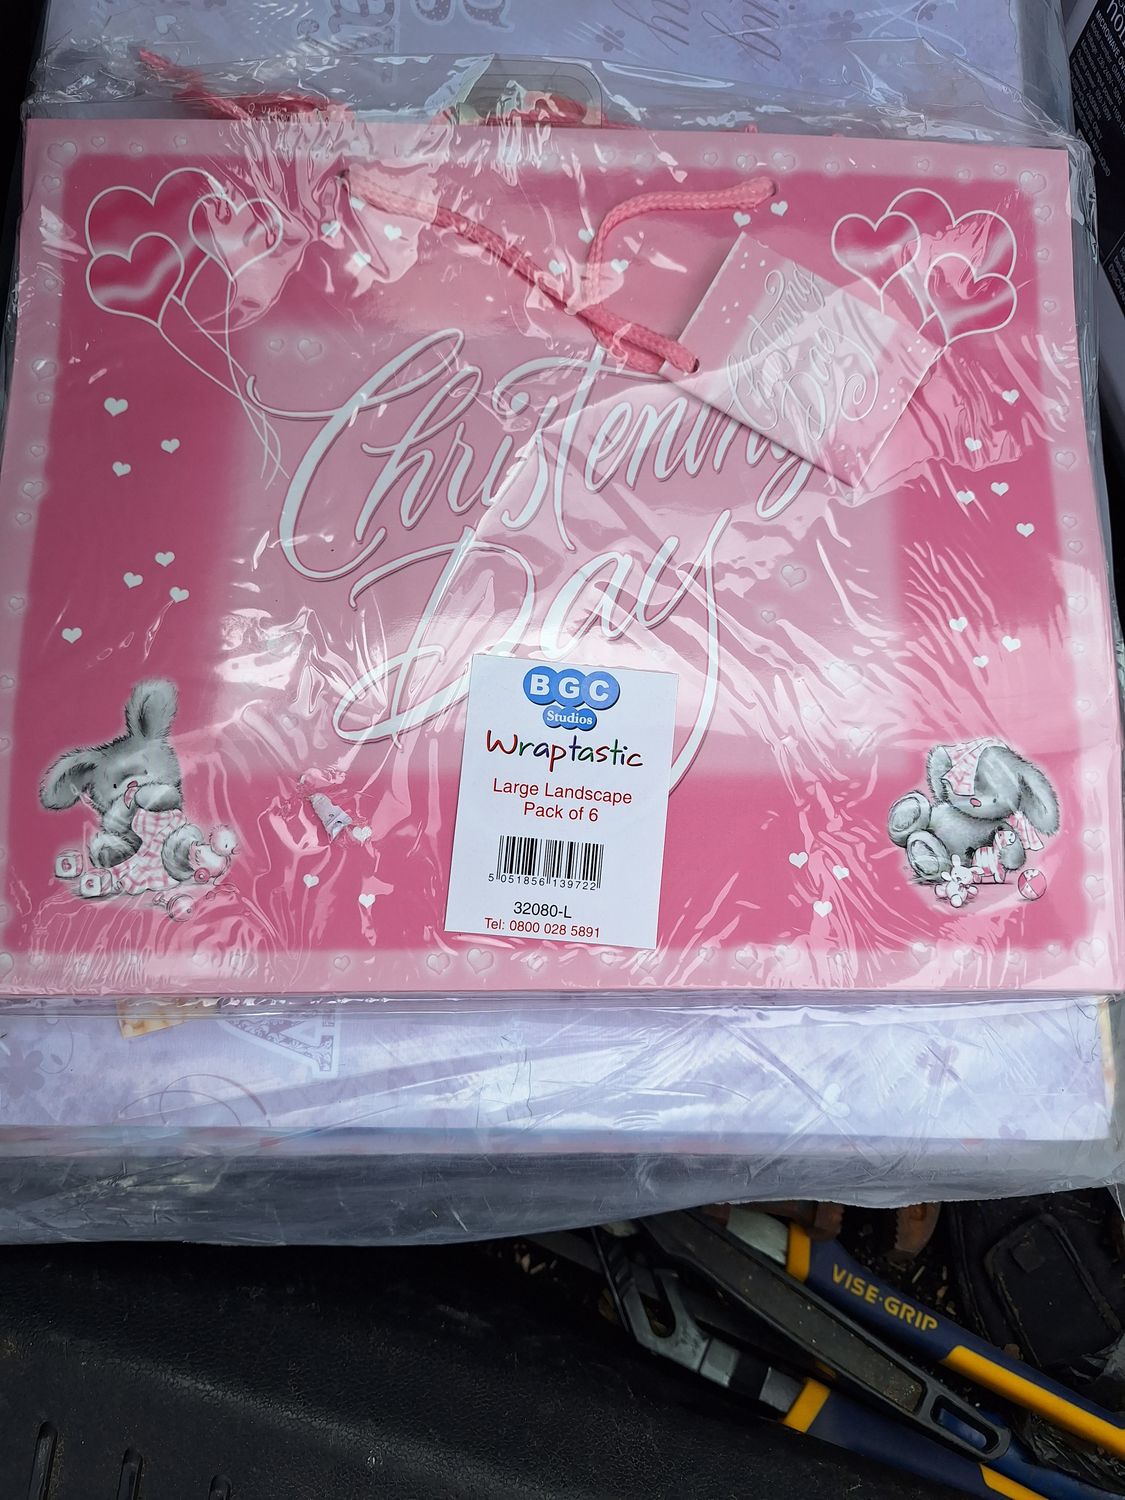 Christening
Day
Christening
Day
BGC
Studios
Wraptastic
Large Landscape
Pack of 6
5 051856 139722
32080-L
Tel: 0800 028 5891
VISE-GRIP